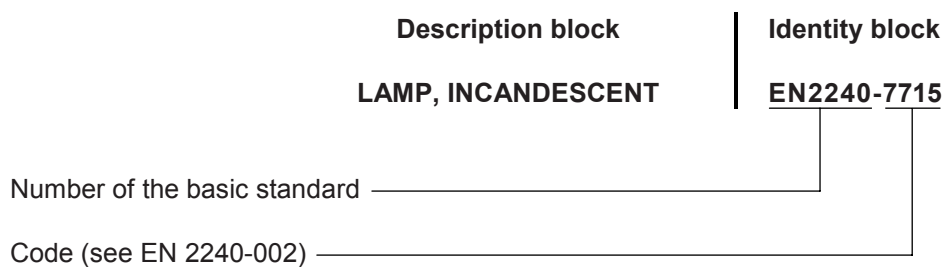 Description block Identity block
LAMP, INCANDESCENT EN2240-7715
Number of the basic standard
Code (see EN 2240-002)